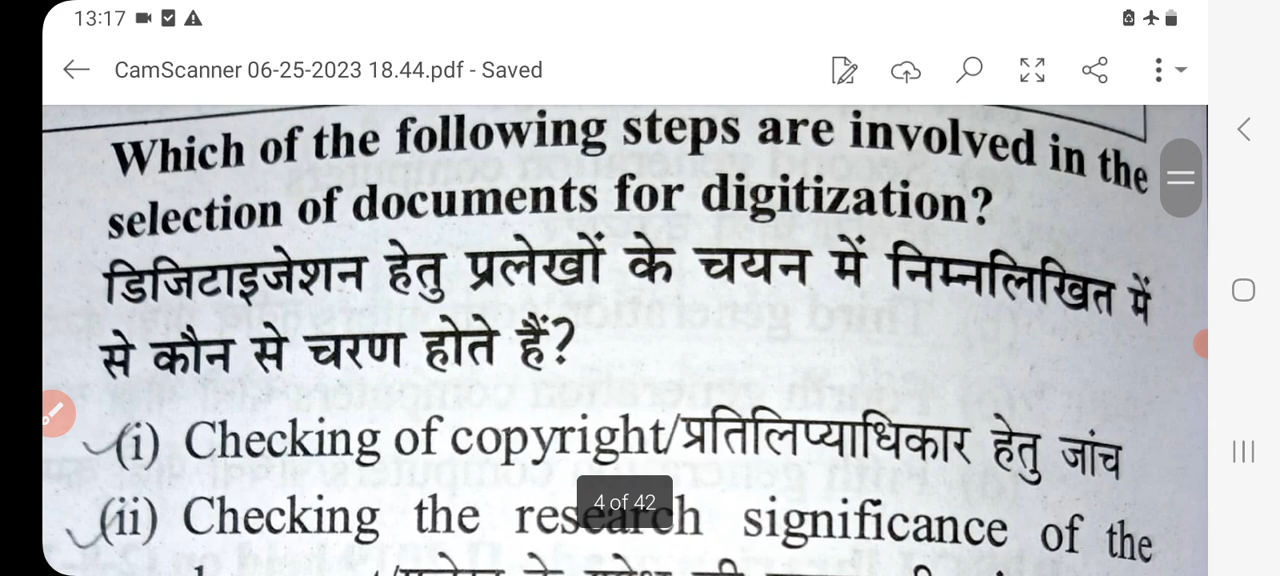 13:17
CamScanner 06-25-2023 18.44.pdf - Saved
Which of the following steps are involved in the
selection of documents for digitization?
डिजिटाइजेशन हेतु प्रलेखों के चयन में निम्नलिखित में
से कौन से चरण होते हैं?
(i) Checking of copyright/प्रतिलिप्याधिकार हेतु जांच
4 of 42
(ii) Checking the research significance of the